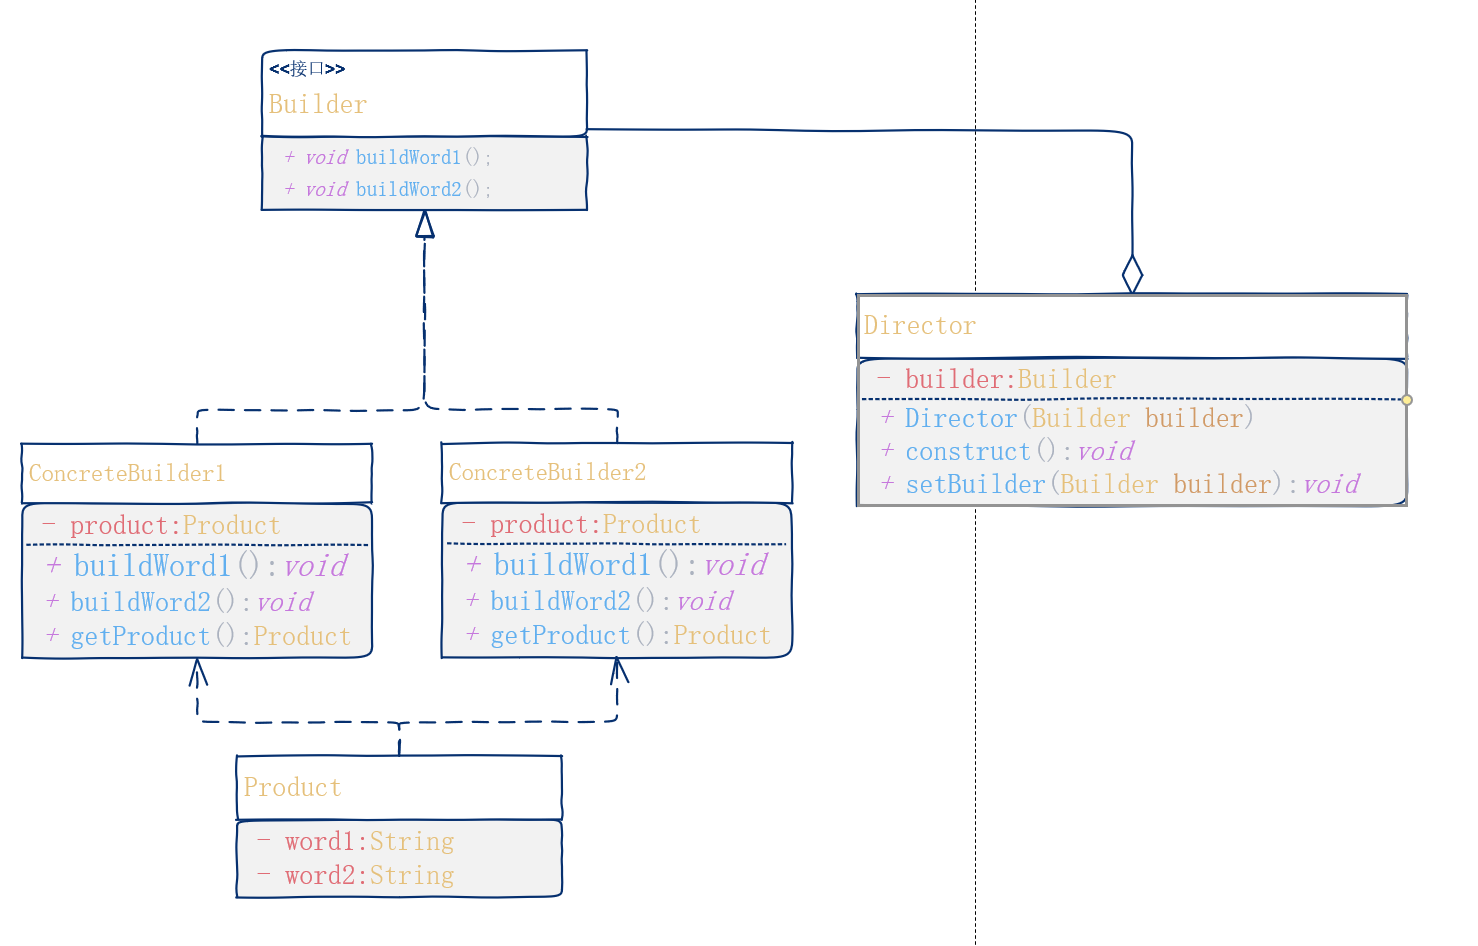 <<接口>>
Builder
+ void buildWord1();
+ void buildWord2();
Director
- builder:Builder
+ Director(Builder builder)
+ construct():void
+ setBuilder(Builder builder):void
ConcreteBuilder1
- product:Product
+ buildWord1():void
+ buildWord2():void
+ getProduct():Product
ConcreteBuilder2
- product:Product
+ buildWord1():void
+ buildWord2():void
+ getProduct():Product
Product
- word1:String
- word2:String